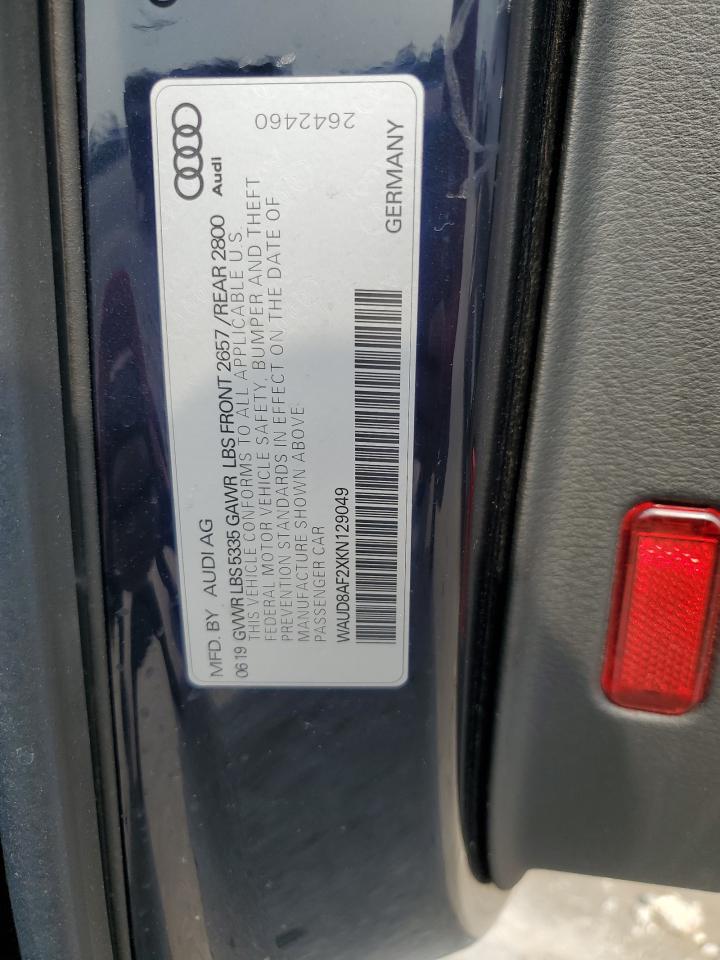 MFD. BY AUDI AG
Audi
0619 GVWR LBS 5335 GAWR LBS FRONT 2657/REAR 2800
THIS VEHICLE CONFORMS TO ALL APPLICABLE U.S.
FEDERAL MOTOR VEHICLE SAFETY, BUMPER AND THEFT
PREVENTION STANDARDS IN EFFECT ON THE DATE OF
MANUFACTURE SHOWN ABOVE
PASSENGER CAR
2642460
WAUD8AF2XKN129049
GERMANY